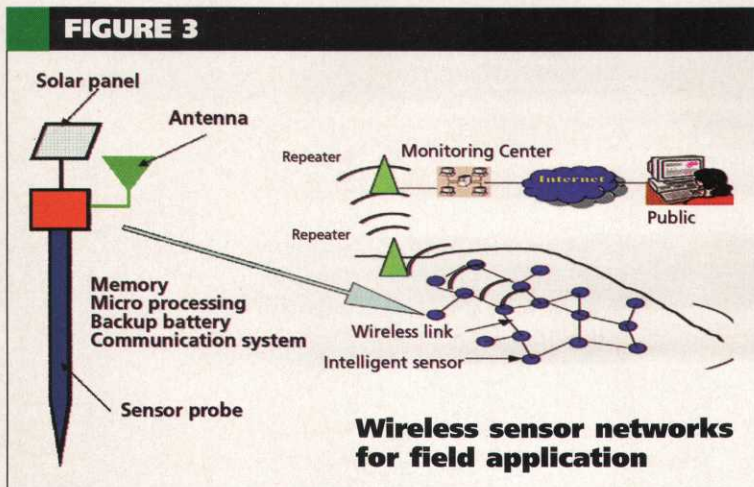 FIGURE 3
Solar panel
Antenna
Repeater
Monitoring Center
Internet
Public
Repeater
Memory
Micro processing
Backup battery
Communication system
Wireless link
Intelligent sensor
Sensor probe
Wireless sensor networks
for field application